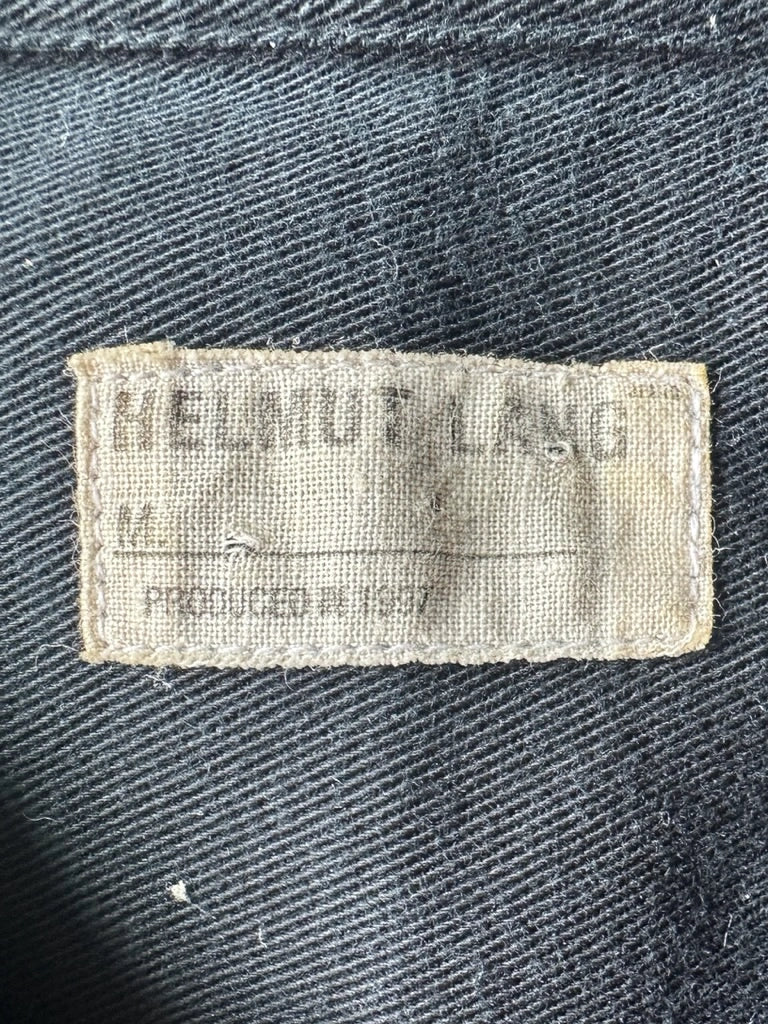 HELMUT LANG
M.
PRODUCED IN 1997